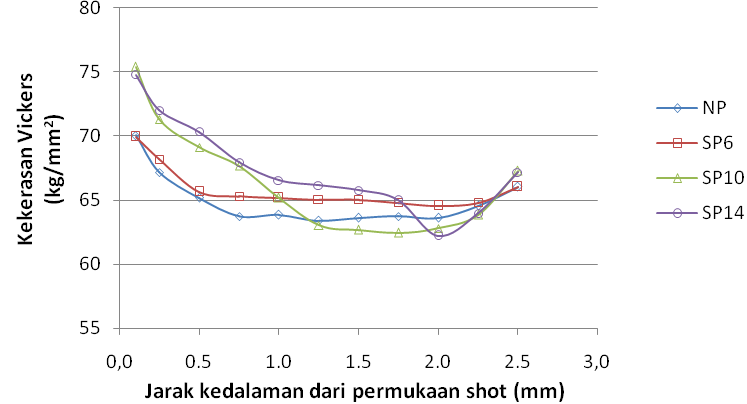 80
75
70
65
60
55
Kekerasan Vickers
(kg/mm²)
0,0 0.5 1.0 1.5 2.0 2.5 3,0
Jarak kedalaman dari permukaan shot (mm)
NP
SP6
SP10
SP14